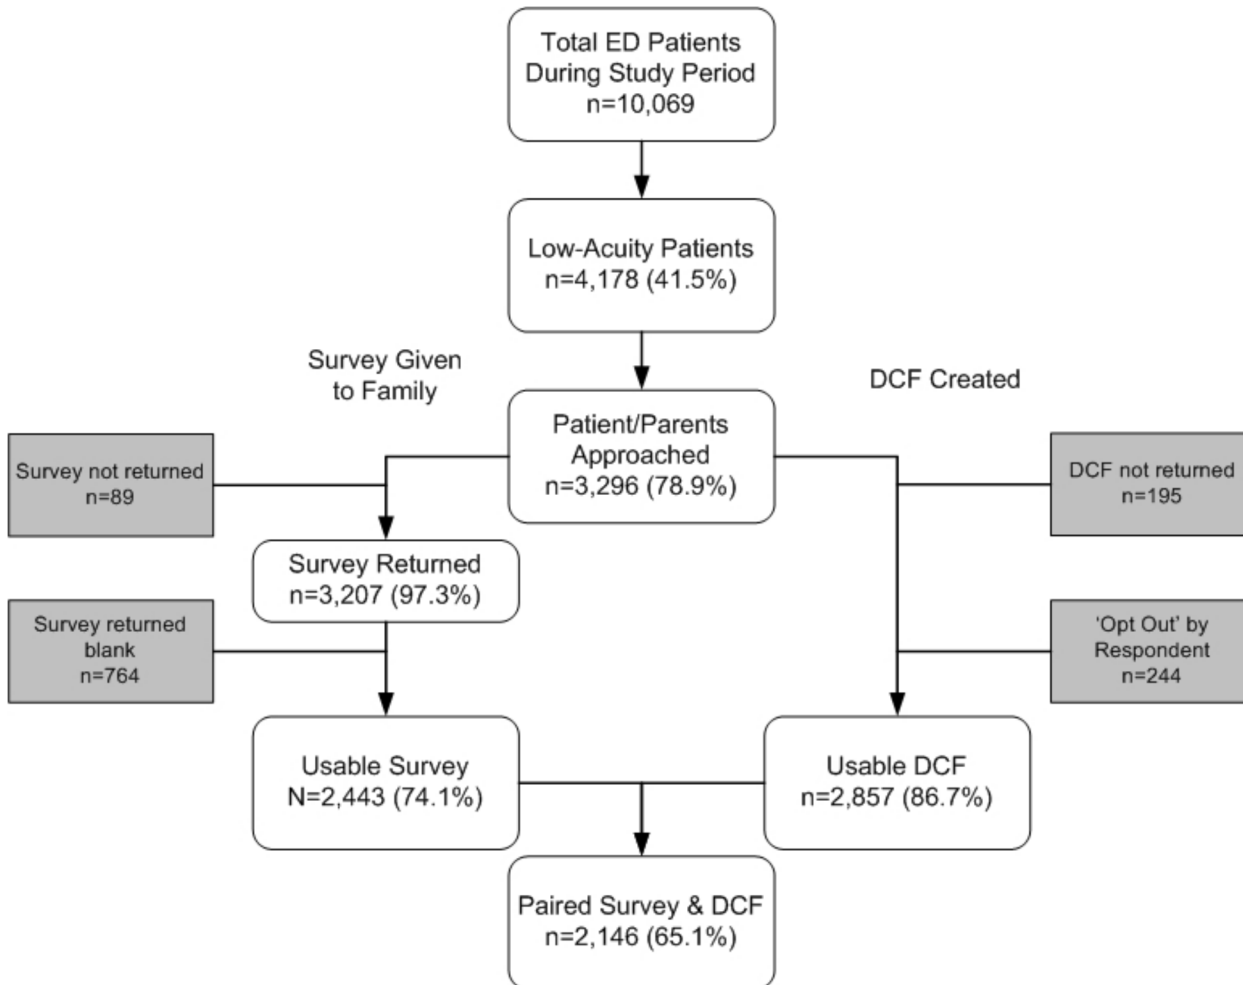 Total ED Patients
During Study Period
n=10,069
Low-Acuity Patients
n=4,178 (41.5%)
Survey Given
to Family
DCF Created
Patient/Parents
Approached
n=3,296 (78.9%)
Survey not returned
n=89
DCF not returned
n=195
Survey Returned
n=3,207 (97.3%)
Survey returned
blank
n=764
'Opt Out' by
Respondent
n=244
Usable Survey
N=2,443 (74.1%)
Usable DCF
n=2,857 (86.7%)
Paired Survey & DCF
n=2,146 (65.1%)